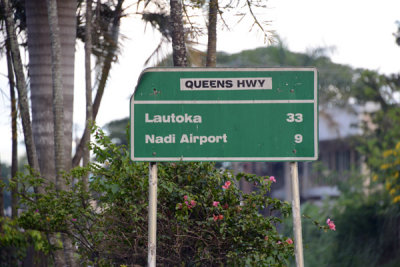 QUEENS HWY
Lautoka 33
Nadi Airport 9